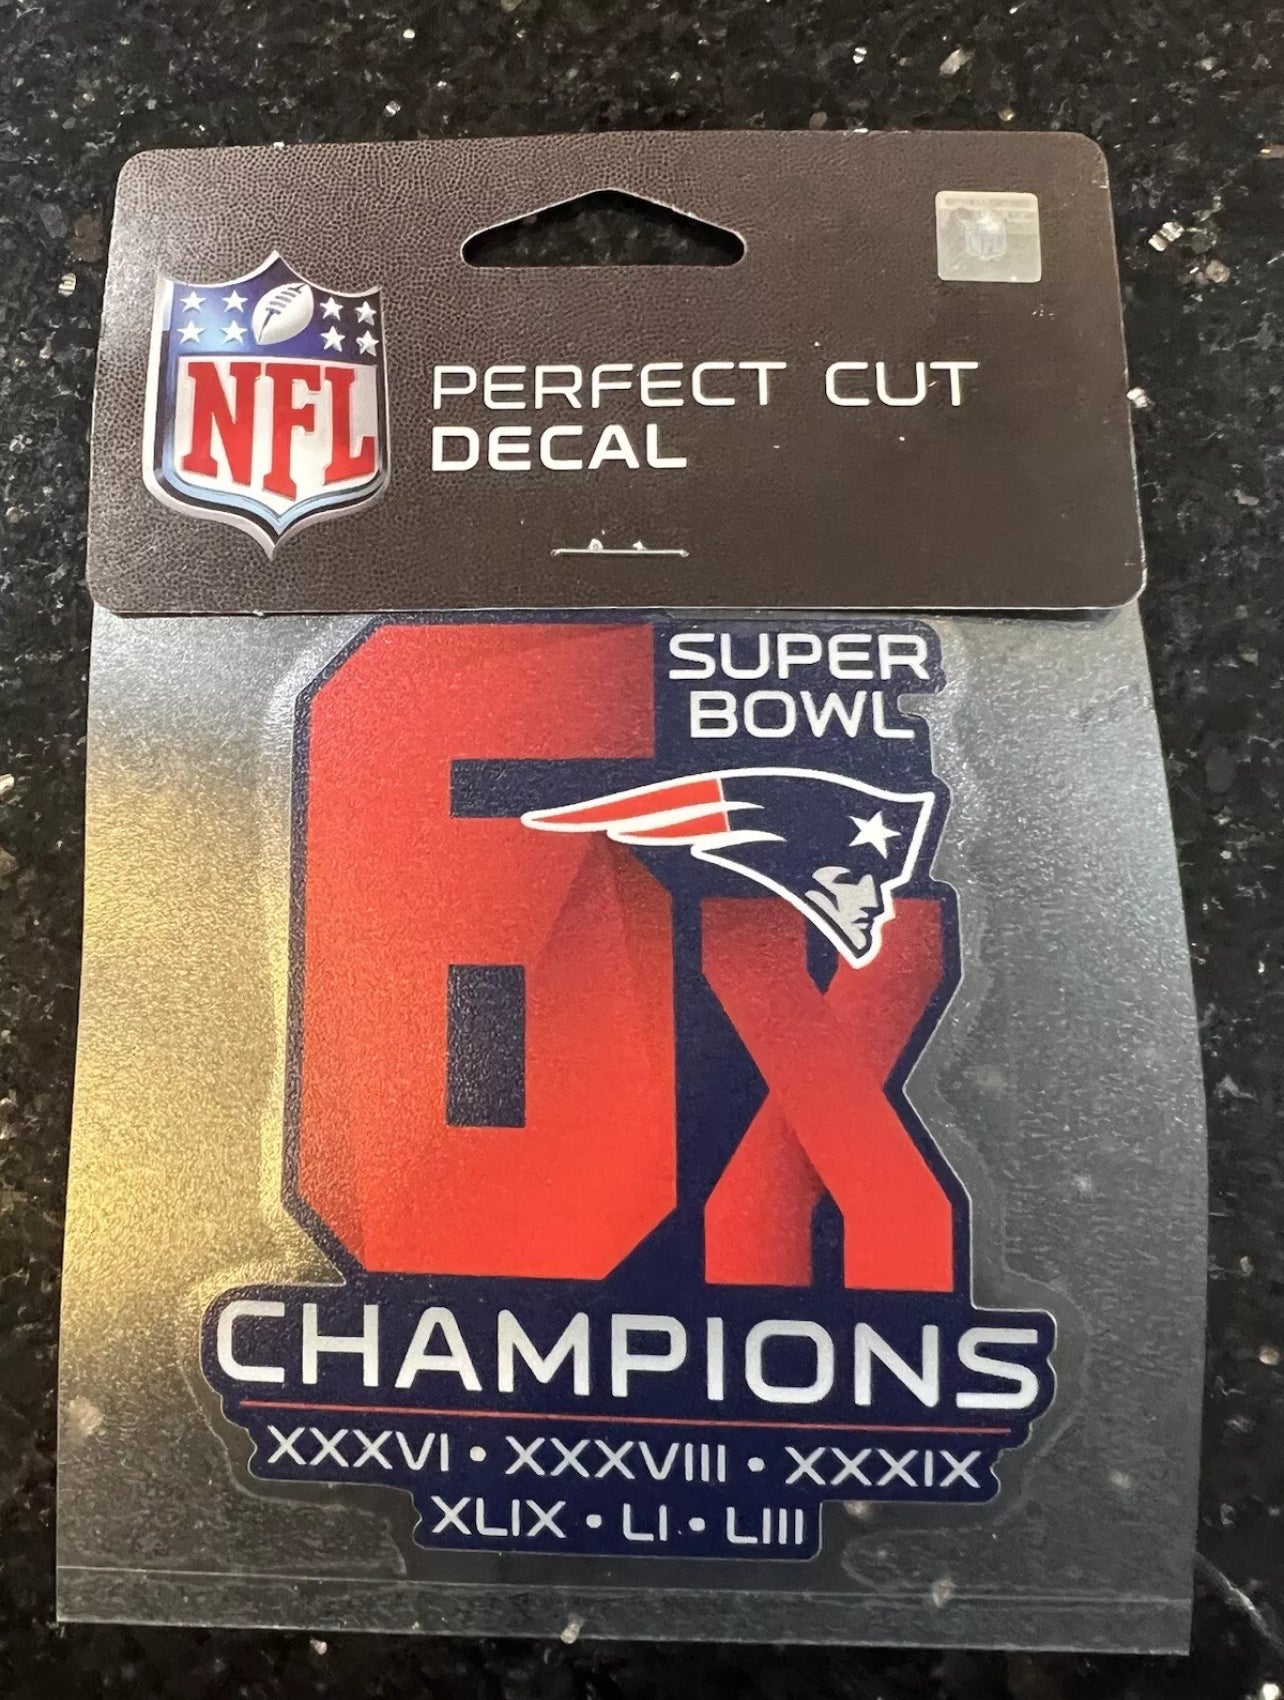 NFL
PERFECT CUT
DECAL
SUPER
BOWL
6x
CHAMPIONS
XXXVI • XXXVIII • XXXIX
XLIX • LI • LIII